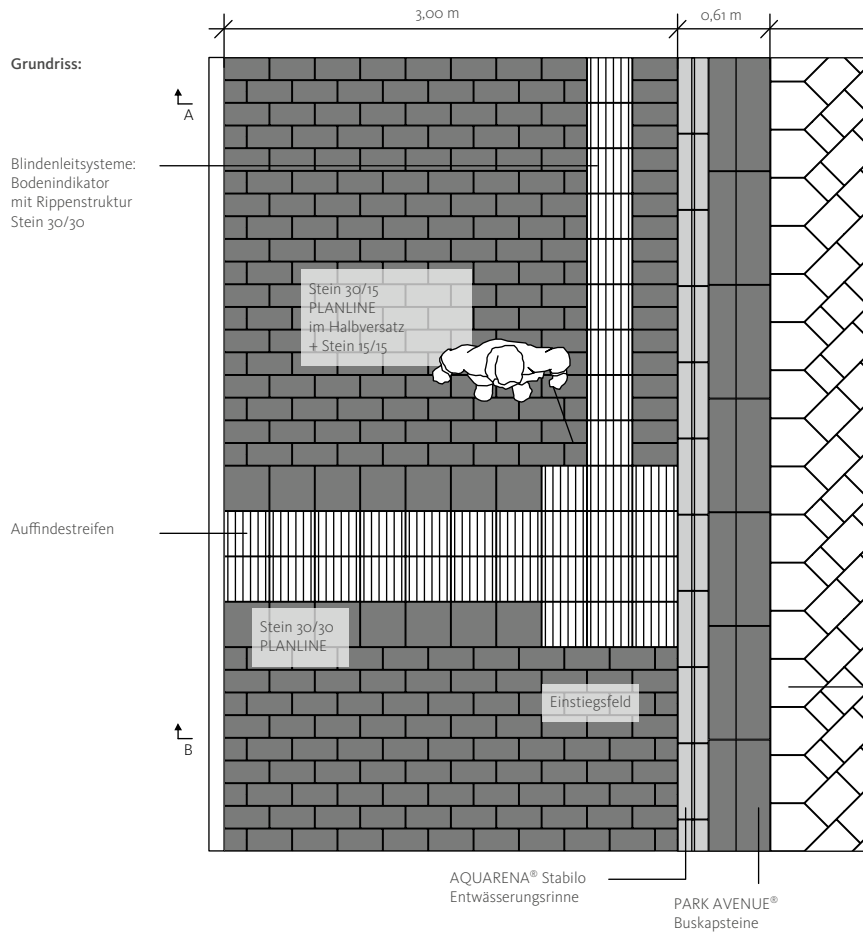 3,00 m
0,61 m
Grundriss:
A
Blindenleitsysteme:
Bodenindikator
mit Rippenstruktur
Stein 30/30
Stein 30/15
PLANLINE
im Halbversatz
+ Stein 15/15
Auffindestreifen
Stein 30/30
PLANLINE
Einstiegsfeld
B
AQUARENA® Stabilo
Entwässerungsrinne
PARK AVENUE®
Buskapsteine